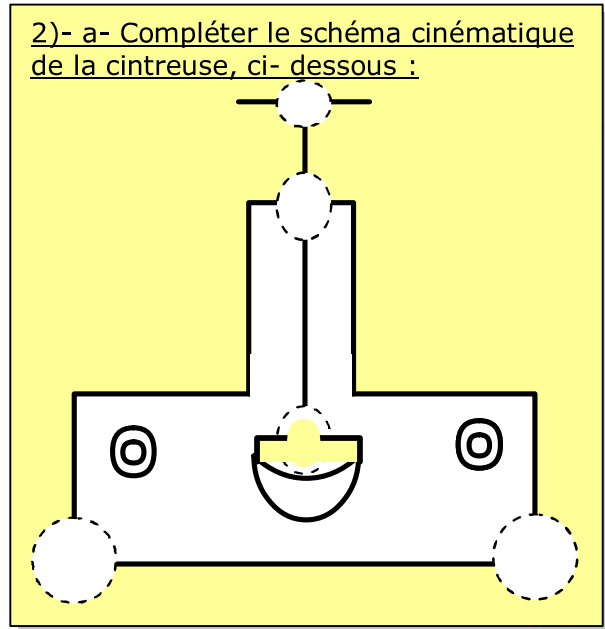 2)- a- Compléter le schéma cinématique
de la cintreuse, ci- dessous :